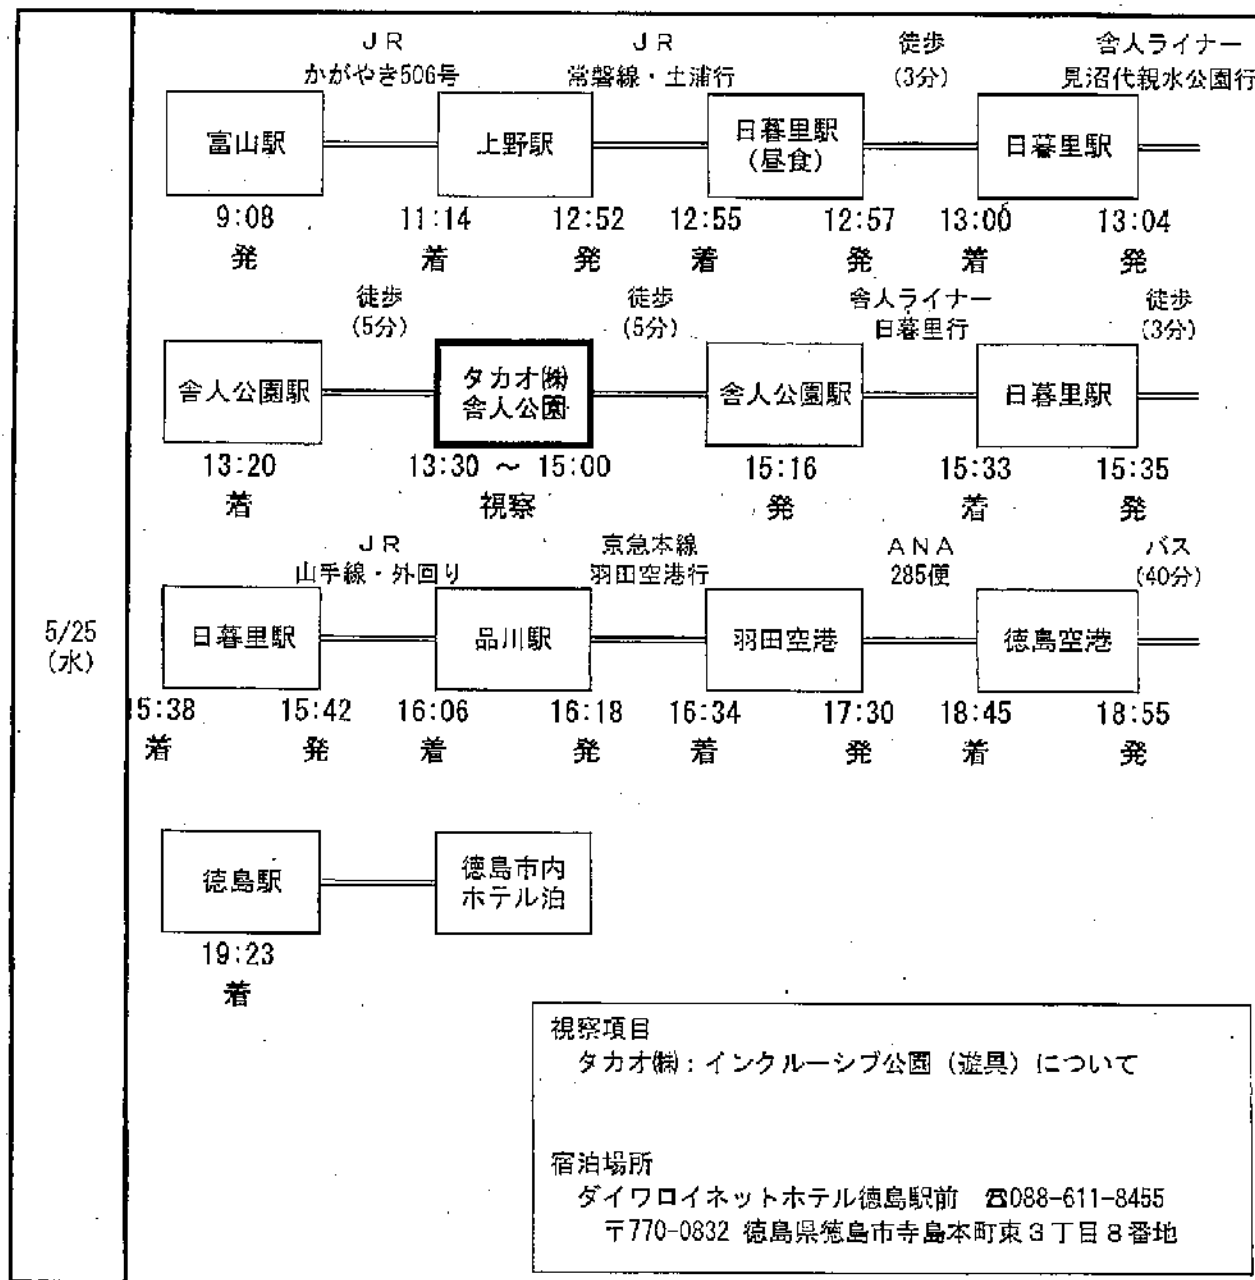 5/25
(水)
JR
かがやき506号
JR
常磐線・土浦行
徒歩
(3分)
舎人ライナー
見沼代親水公園行
富山駅
上野駅
日暮里駅
(昼食)
日暮里駅
9:08
発
11:14
着
12:52
発
12:55
着
12:57
発
13:00
着
13:04
発
徒歩
(5分)
徒歩
(5分)
舎人ライナー
日暮里行
徒歩
(3分)
舎人公園駅
タカオ㈱
舎人公園
舎人公園駅
日暮里駅
13:20
着
13:30 ～ 15:00
視察
15:16
発
15:33
着
15:35
発
JR
山手線・外回り
京急本線
羽田空港行
ANA
285便
バス
(40分)
日暮里駅
品川駅
羽田空港
徳島空港
5:38
着
15:42
発
16:06
着
16:18
発
16:34
着
17:30
発
18:45
着
18:55
発
徳島駅
徳島市内
ホテル泊
19:23
着
視察項目
タカオ㈱：インクルーシブ公園（遊具）について
宿泊場所
ダイワロイネットホテル徳島駅前 ☎088-611-8455
〒770-0832 徳島県徳島市寺島本町東３丁目８番地